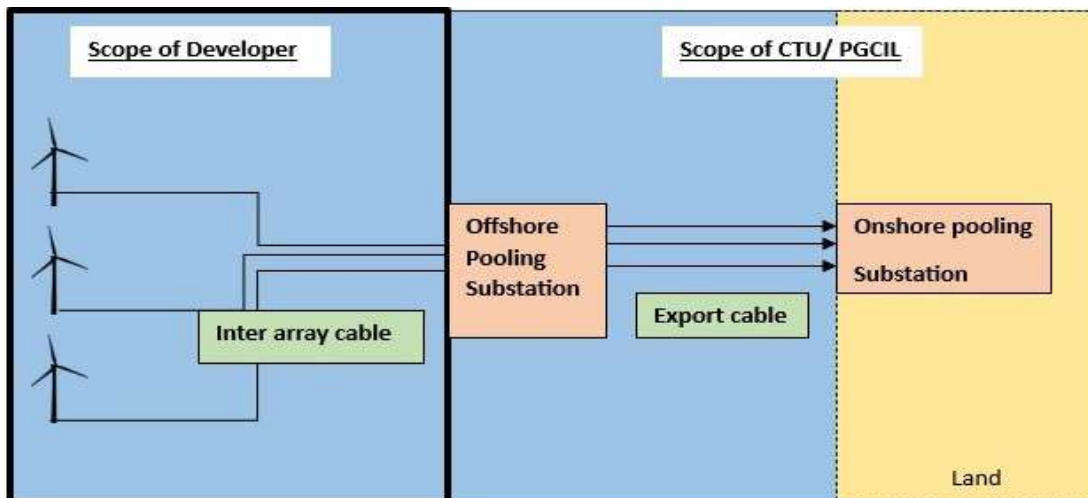 Scope of Developer
Scope of CTU/ PGCIL
Offshore
Pooling
Substation
Onshore pooling
Substation
Inter array cable
Export cable
Land